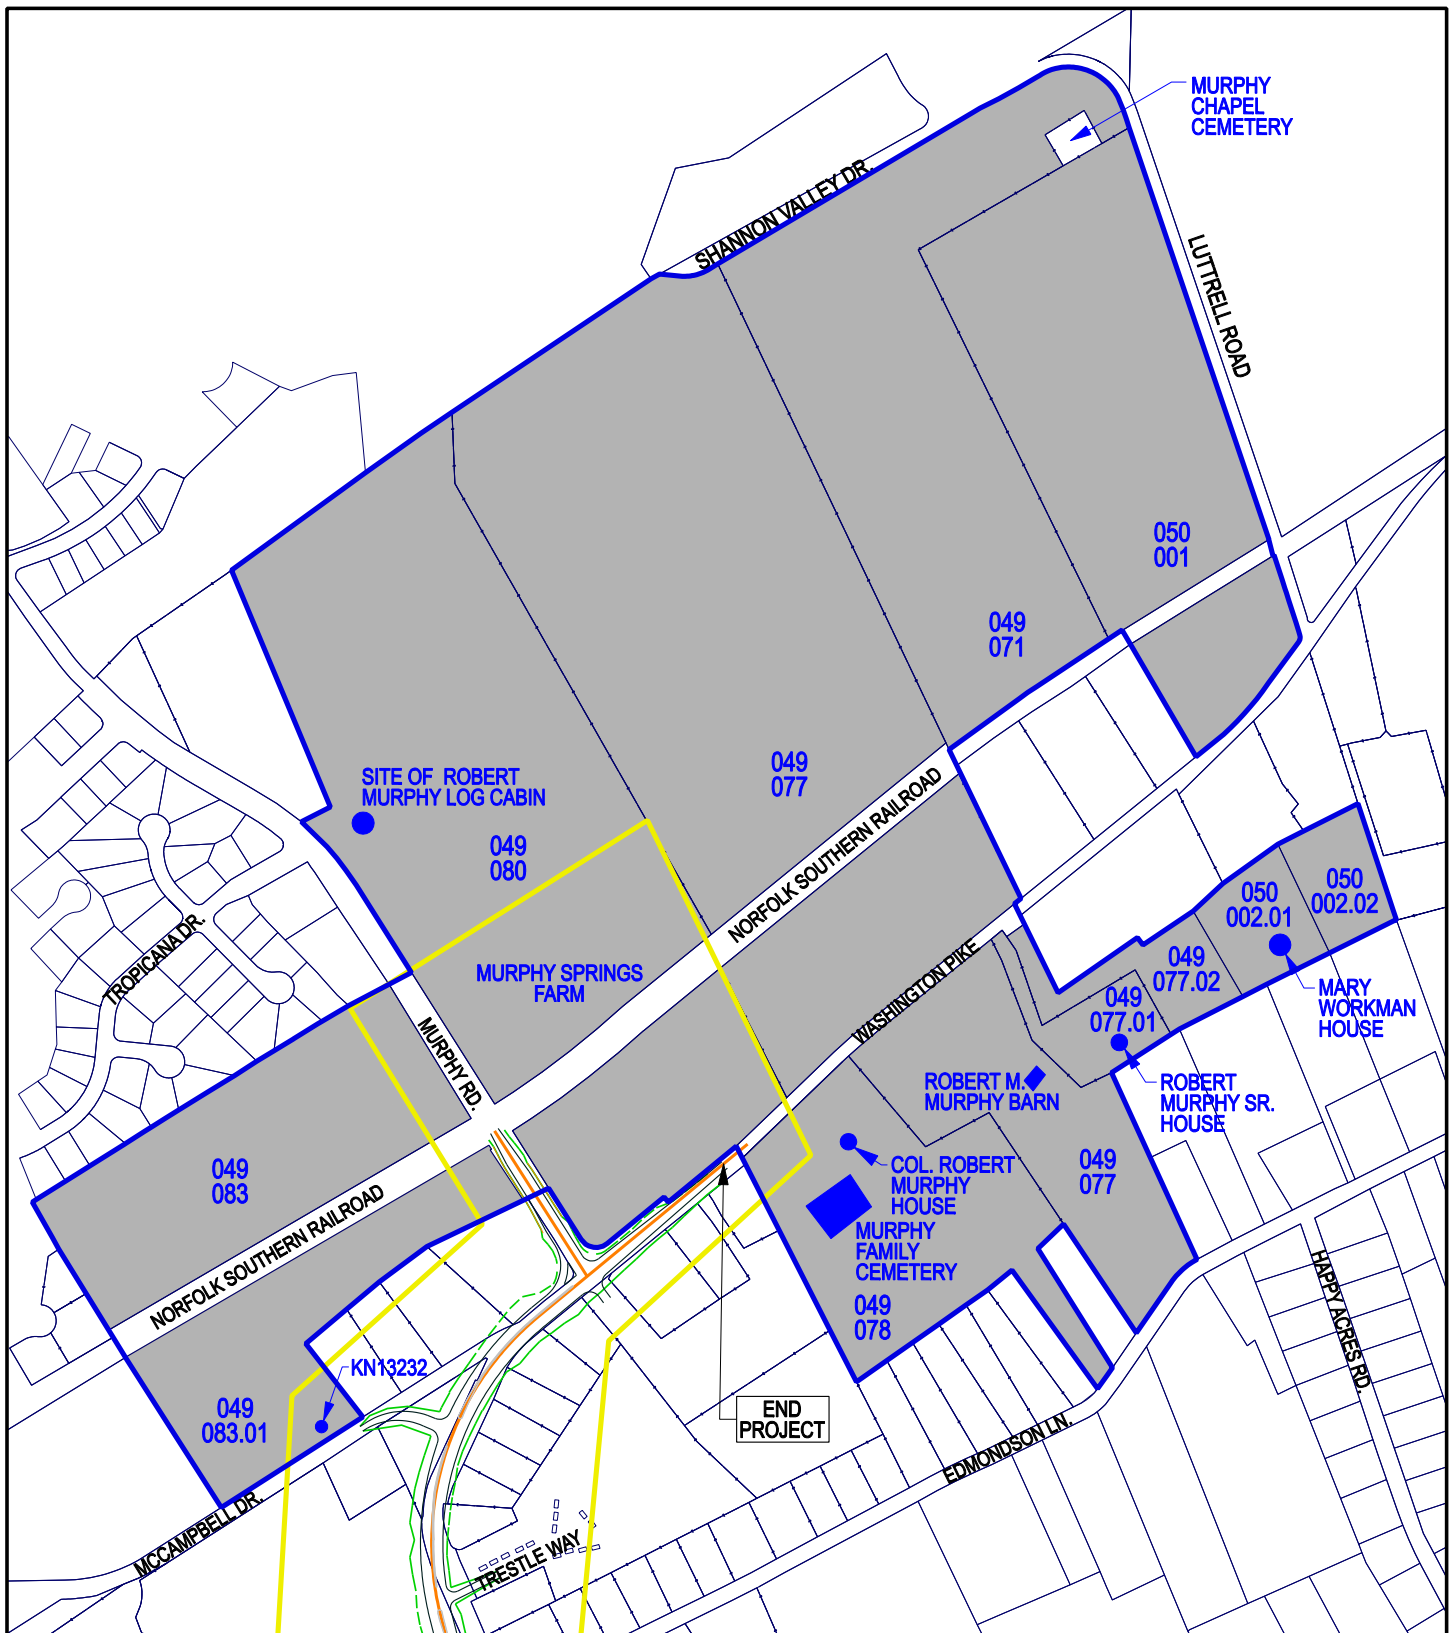 MURPHY
CHAPEL
CEMETERY
SHANNON VALLEY DR.
LUTTRELL ROAD
050
001
049
071
049
077
SITE OF ROBERT
MURPHY LOG CABIN
049
080
NORFOLK SOUTHERN RAILROAD
050
002.02
050
002.01
TROPICANA DR.
MURPHY SPRINGS
FARM
049
077.02
WASHINGTON PIKE
049
077.01
MARY
WORKMAN
HOUSE
MURPHY RD.
ROBERT M.
MURPHY BARN
ROBERT
MURPHY SR.
HOUSE
049
083
COL. ROBERT
MURPHY
HOUSE
049
077
NORFOLK SOUTHERN RAILROAD
MURPHY
FAMILY
CEMETERY
049
078
HAPPY ACRES RD.
KN13232
049
083.01
END
PROJECT
EDMONDSON LN.
MCCAMPBELL DR.
TRESTLE WAY